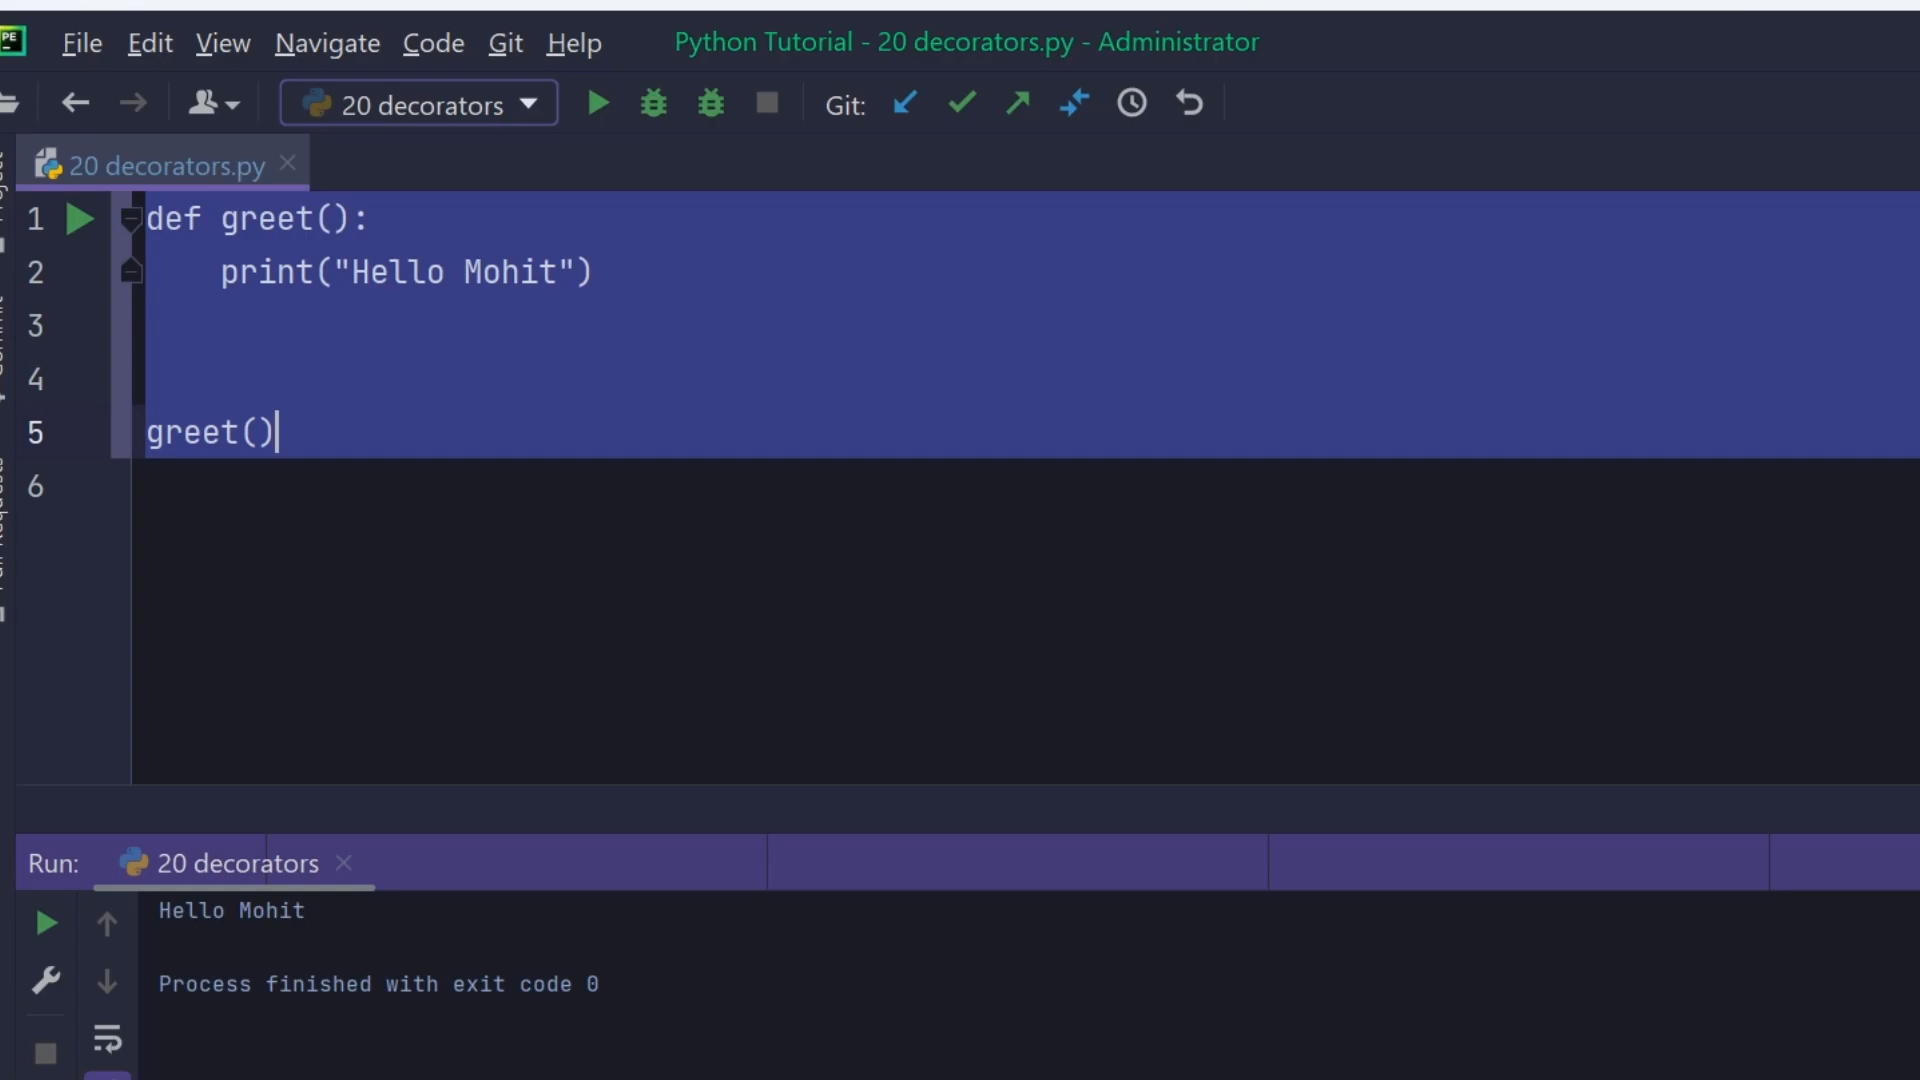 PE
File Edit View Navigate Code Git Help Python Tutorial - 20 decorators.py - Administrator
20 decorators Git:
20 decorators.py
1 def greet():
2 print("Hello Mohit")
3
4
5 greet()
6
Run: 20 decorators
Hello Mohit
Process finished with exit code 0